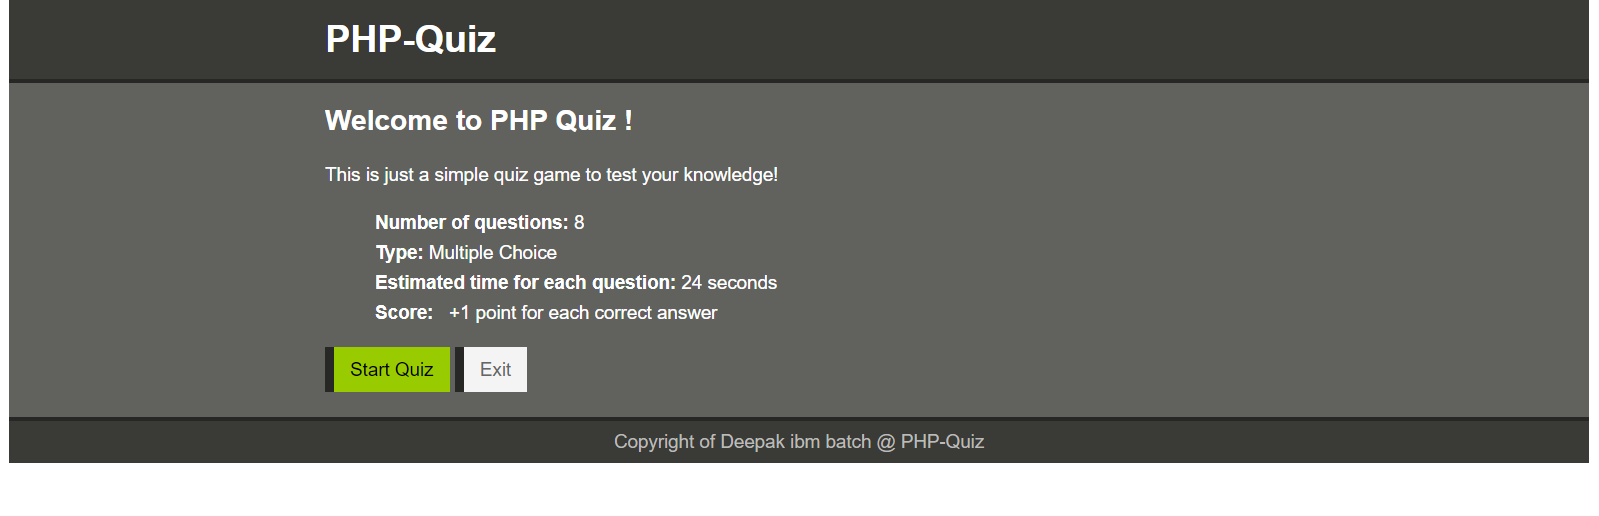 PHP-Quiz
Welcome to PHP Quiz !
This is just a simple quiz game to test your knowledge!
Number of questions: 8
Type: Multiple Choice
Estimated time for each question: 24 seconds
Score: +1 point for each correct answer
Start Quiz Exit
Copyright of Deepak ibm batch @ PHP-Quiz